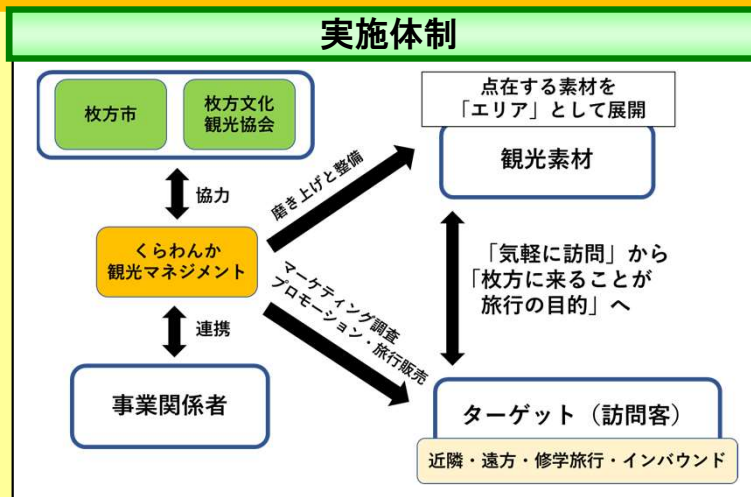 実施体制
枚方市
枚方文化
観光協会
点在する素材を
「エリア」として展開
観光素材
協力
磨き上げと整備
くらわんか
観光マネジメント
「気軽に訪問」から
「枚方に来ることが
旅行の目的」へ
マーケティング調査
プロモーション・旅行販売
連携
事業関係者
ターゲット（訪問客）
近隣・遠方・修学旅行・インバウンド